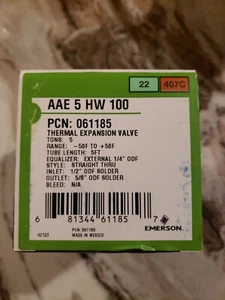 22 407C
AAE 5 HW 100
PCN: 061185
THERMAL EXPANSION VALVE
TONS: 5
RANGE: -50F TO +50F
TUBE LENGTH: 5FT
EQUALIZER: EXTERNAL 1/4" ODF
STYLE: STRAIGHT THRU
INLET: 1/2" ODF SOLDER
OUTLET: 5/8" ODF SOLDER
BLEED: N/A
6 81344 61185 7
EMERSON
PCN: 061185
MADE IN MEXICO